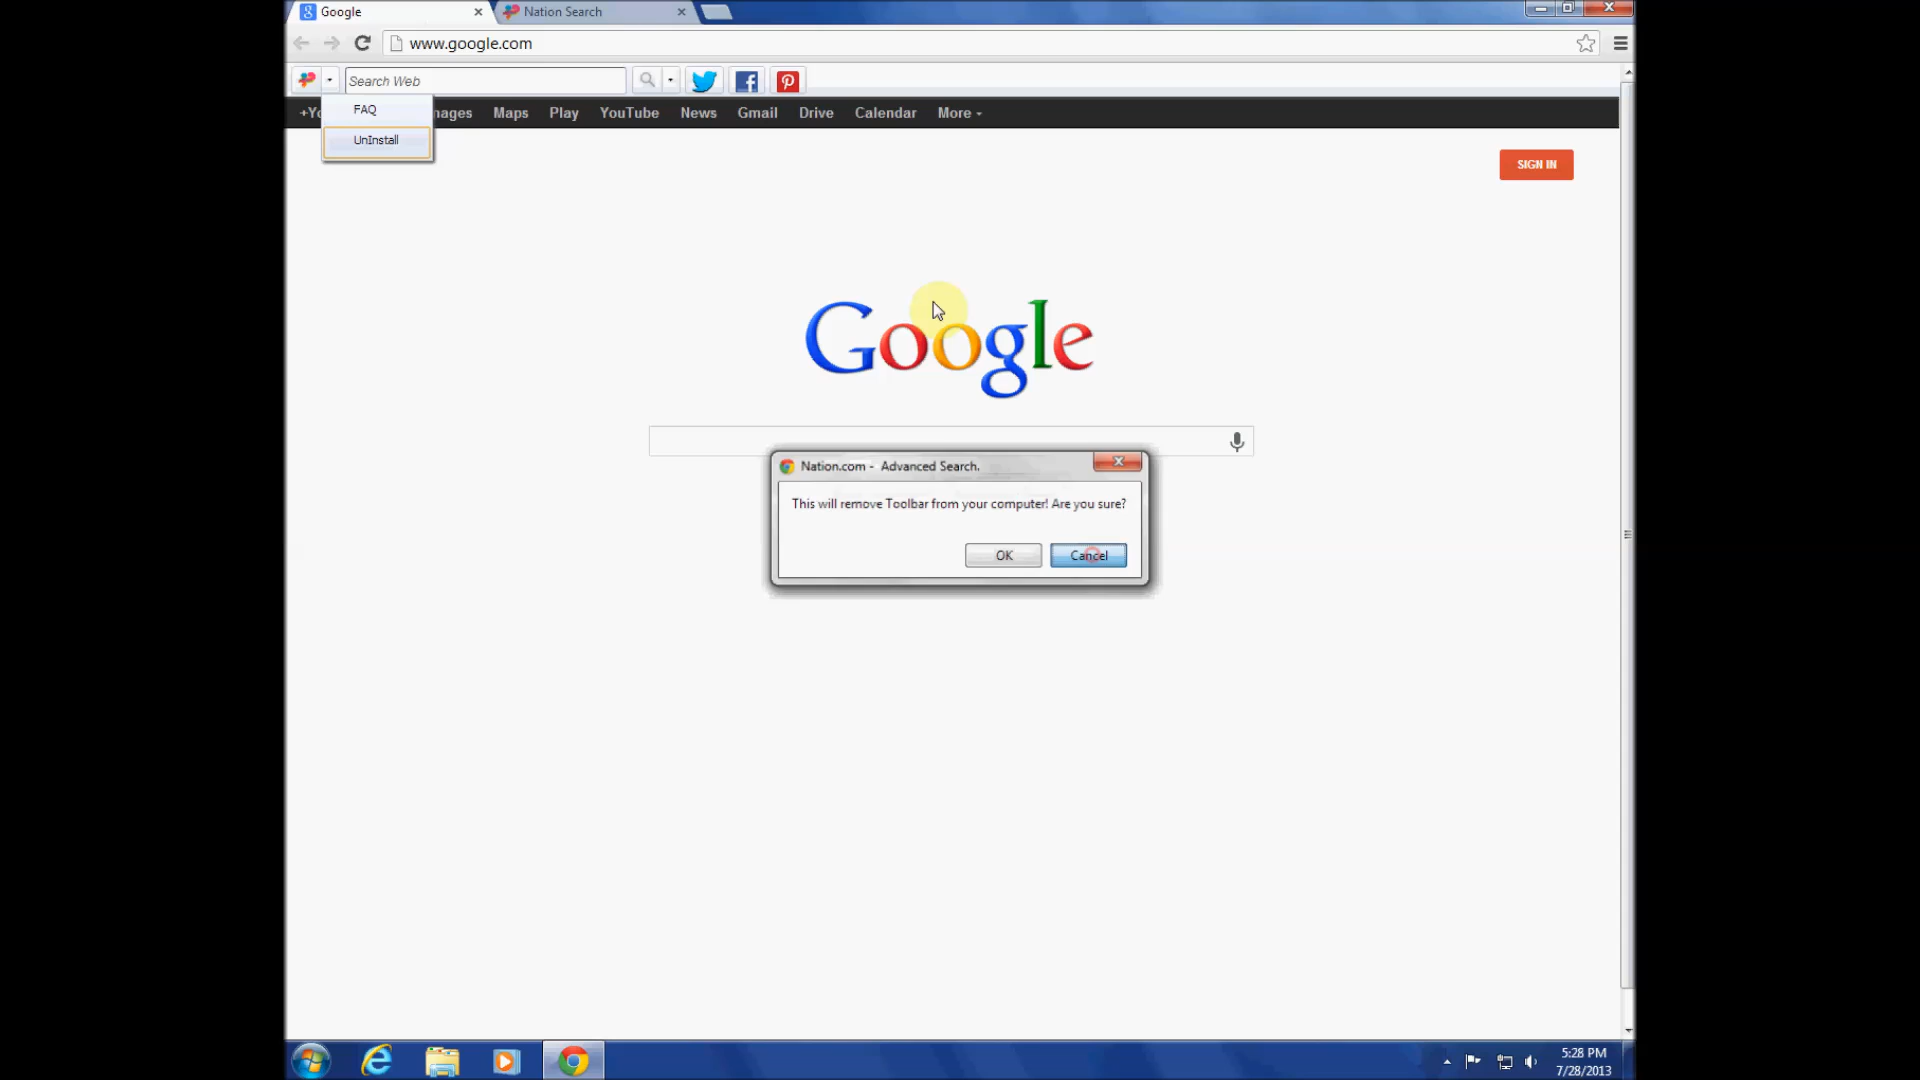 Google
Nation Search
www.google.com
Search Web
FAQ
UnInstall
Maps Play YouTube News Gmail Drive Calendar More
SIGN IN
Google
Nation.com - Advanced Search.
This will remove Toolbar from your computer! Are you sure?
OK
Cancel
5:28 PM
7/28/2013